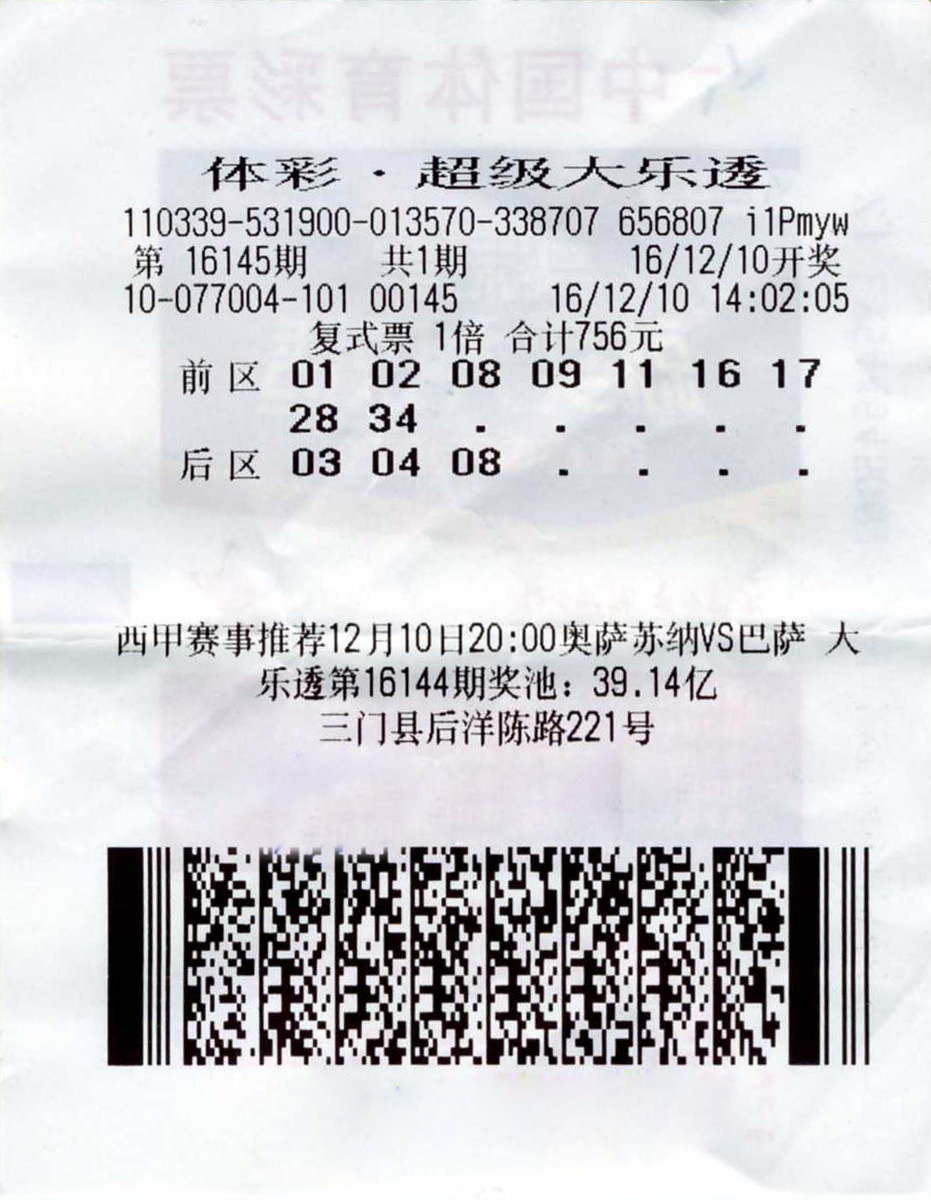 中国体育彩票
体彩·超级大乐透
110339-531900-013570-338707 656807 i1Pmyw
第 16145期 共1期 16/12/10开奖
10-077004-101 00145 16/12/10 14:02:05
复式票 1倍 合计756元
前区 01 02 08 09 11 16 17
28 34 . . . . .
后区 03 04 08 . . . .
西甲赛事推荐12月10日20:00奥萨苏纳VS巴萨 大
乐透第16144期奖池：39.14亿
三门县后洋陈路221号